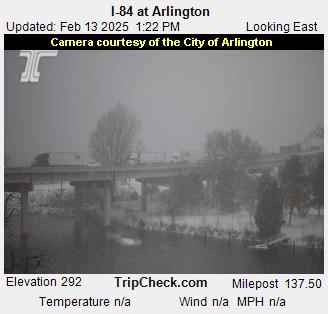 I-84 at Arlington
Updated: Feb 13 2025 1:22 PM Looking East
Camera courtesy of the City of Arlington
Elevation 292 TripCheck.com Milepost 137.50
Temperature n/a Wind n/a MPH n/a